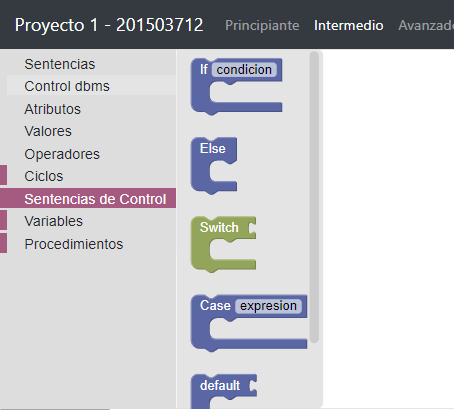 Proyecto 1 - 201503712 Principiante Intermedio Avanzado
Sentencias
Control dbms
Atributos
Valores
Operadores
Ciclos
Sentencias de Control
Variables
Procedimientos
If condicion
Else
Switch
Case expresion
default